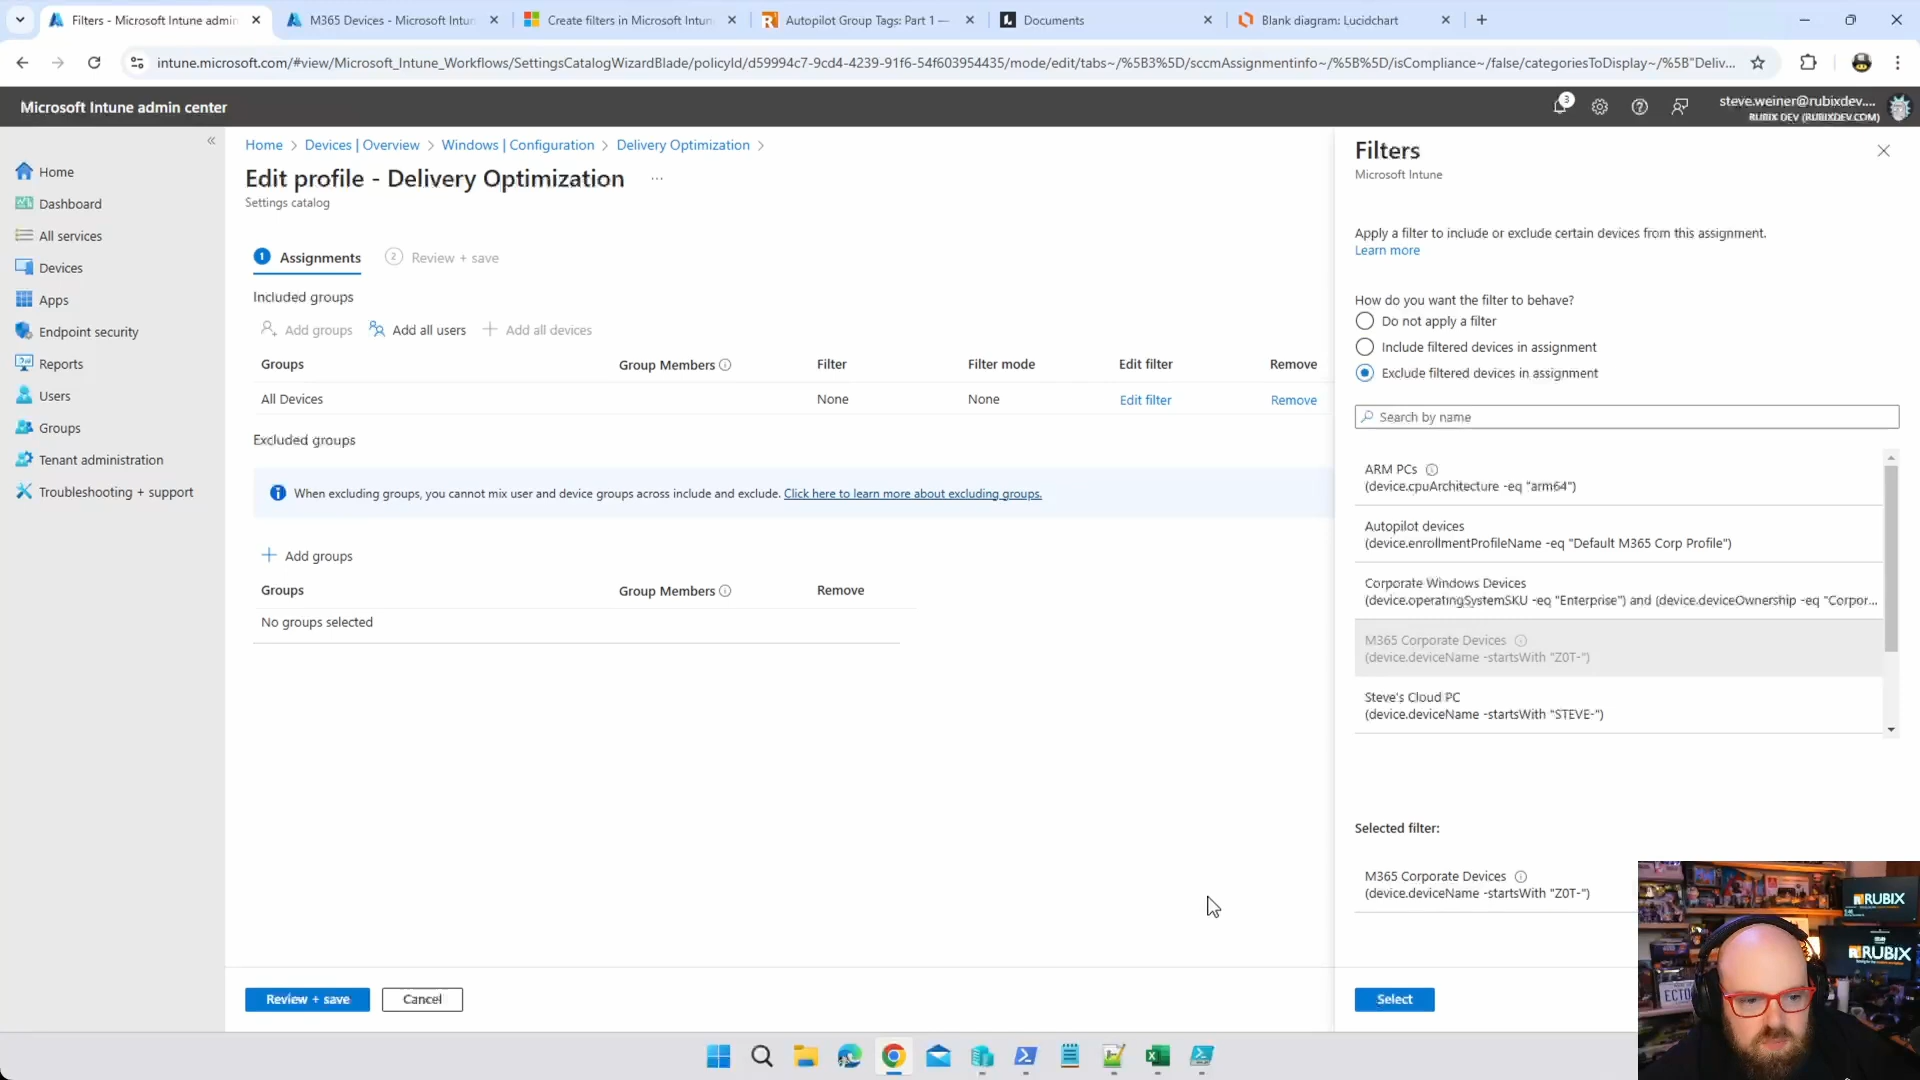 Filters - Microsoft Intune admin
M365 Devices - Microsoft Intun
Create filters in Microsoft Intun
Autopilot Group Tags: Part 1 —
Documents
Blank diagram: Lucidchart
intune.microsoft.com/#view/Microsoft_Intune_Workflows/SettingsCatalogWizardBlade/policyId/d59994c7-9cd4-4239-91f6-54f603954435/mode/edit/tabs~/%5B3%5D/sccmAssignmentinfo~/%5B%5D/isCompliance~/false/categoriesToDisplay~/%5B"Deliv...
Microsoft Intune admin center
3
steve.weiner@rubixdev....
RUBIX DEV (RUBIXDEV.COM)
Home
Dashboard
All services
Devices
Apps
Endpoint security
Reports
Users
Groups
Tenant administration
Troubleshooting + support
Home > Devices | Overview > Windows | Configuration > Delivery Optimization >
Edit profile - Delivery Optimization ...
Settings catalog
1 Assignments 2 Review + save
Included groups
Add groups Add all users Add all devices
Groups Group Members Filter Filter mode Edit filter Remove
All Devices None None Edit filter Remove
Excluded groups
When excluding groups, you cannot mix user and device groups across include and exclude. Click here to learn more about excluding groups.
Add groups
Groups Group Members Remove
No groups selected
Review + save
Cancel
Filters
Microsoft Intune
Apply a filter to include or exclude certain devices from this assignment.
Learn more
How do you want the filter to behave?
Do not apply a filter
Include filtered devices in assignment
Exclude filtered devices in assignment
Search by name
ARM PCs
(device.cpuArchitecture -eq "arm64")
Autopilot devices
(device.enrollmentProfileName -eq "Default M365 Corp Profile")
Corporate Windows Devices
(device.operatingSystemSKU -eq "Enterprise") and (device.deviceOwnership -eq "Corpor...
M365 Corporate Devices
(device.deviceName -startsWith "Z0T-")
Steve's Cloud PC
(device.deviceName -startsWith "STEVE-")
Selected filter:
M365 Corporate Devices
(device.deviceName -startsWith "Z0T-")
Select
RUBIX
RUBIX
ECTO